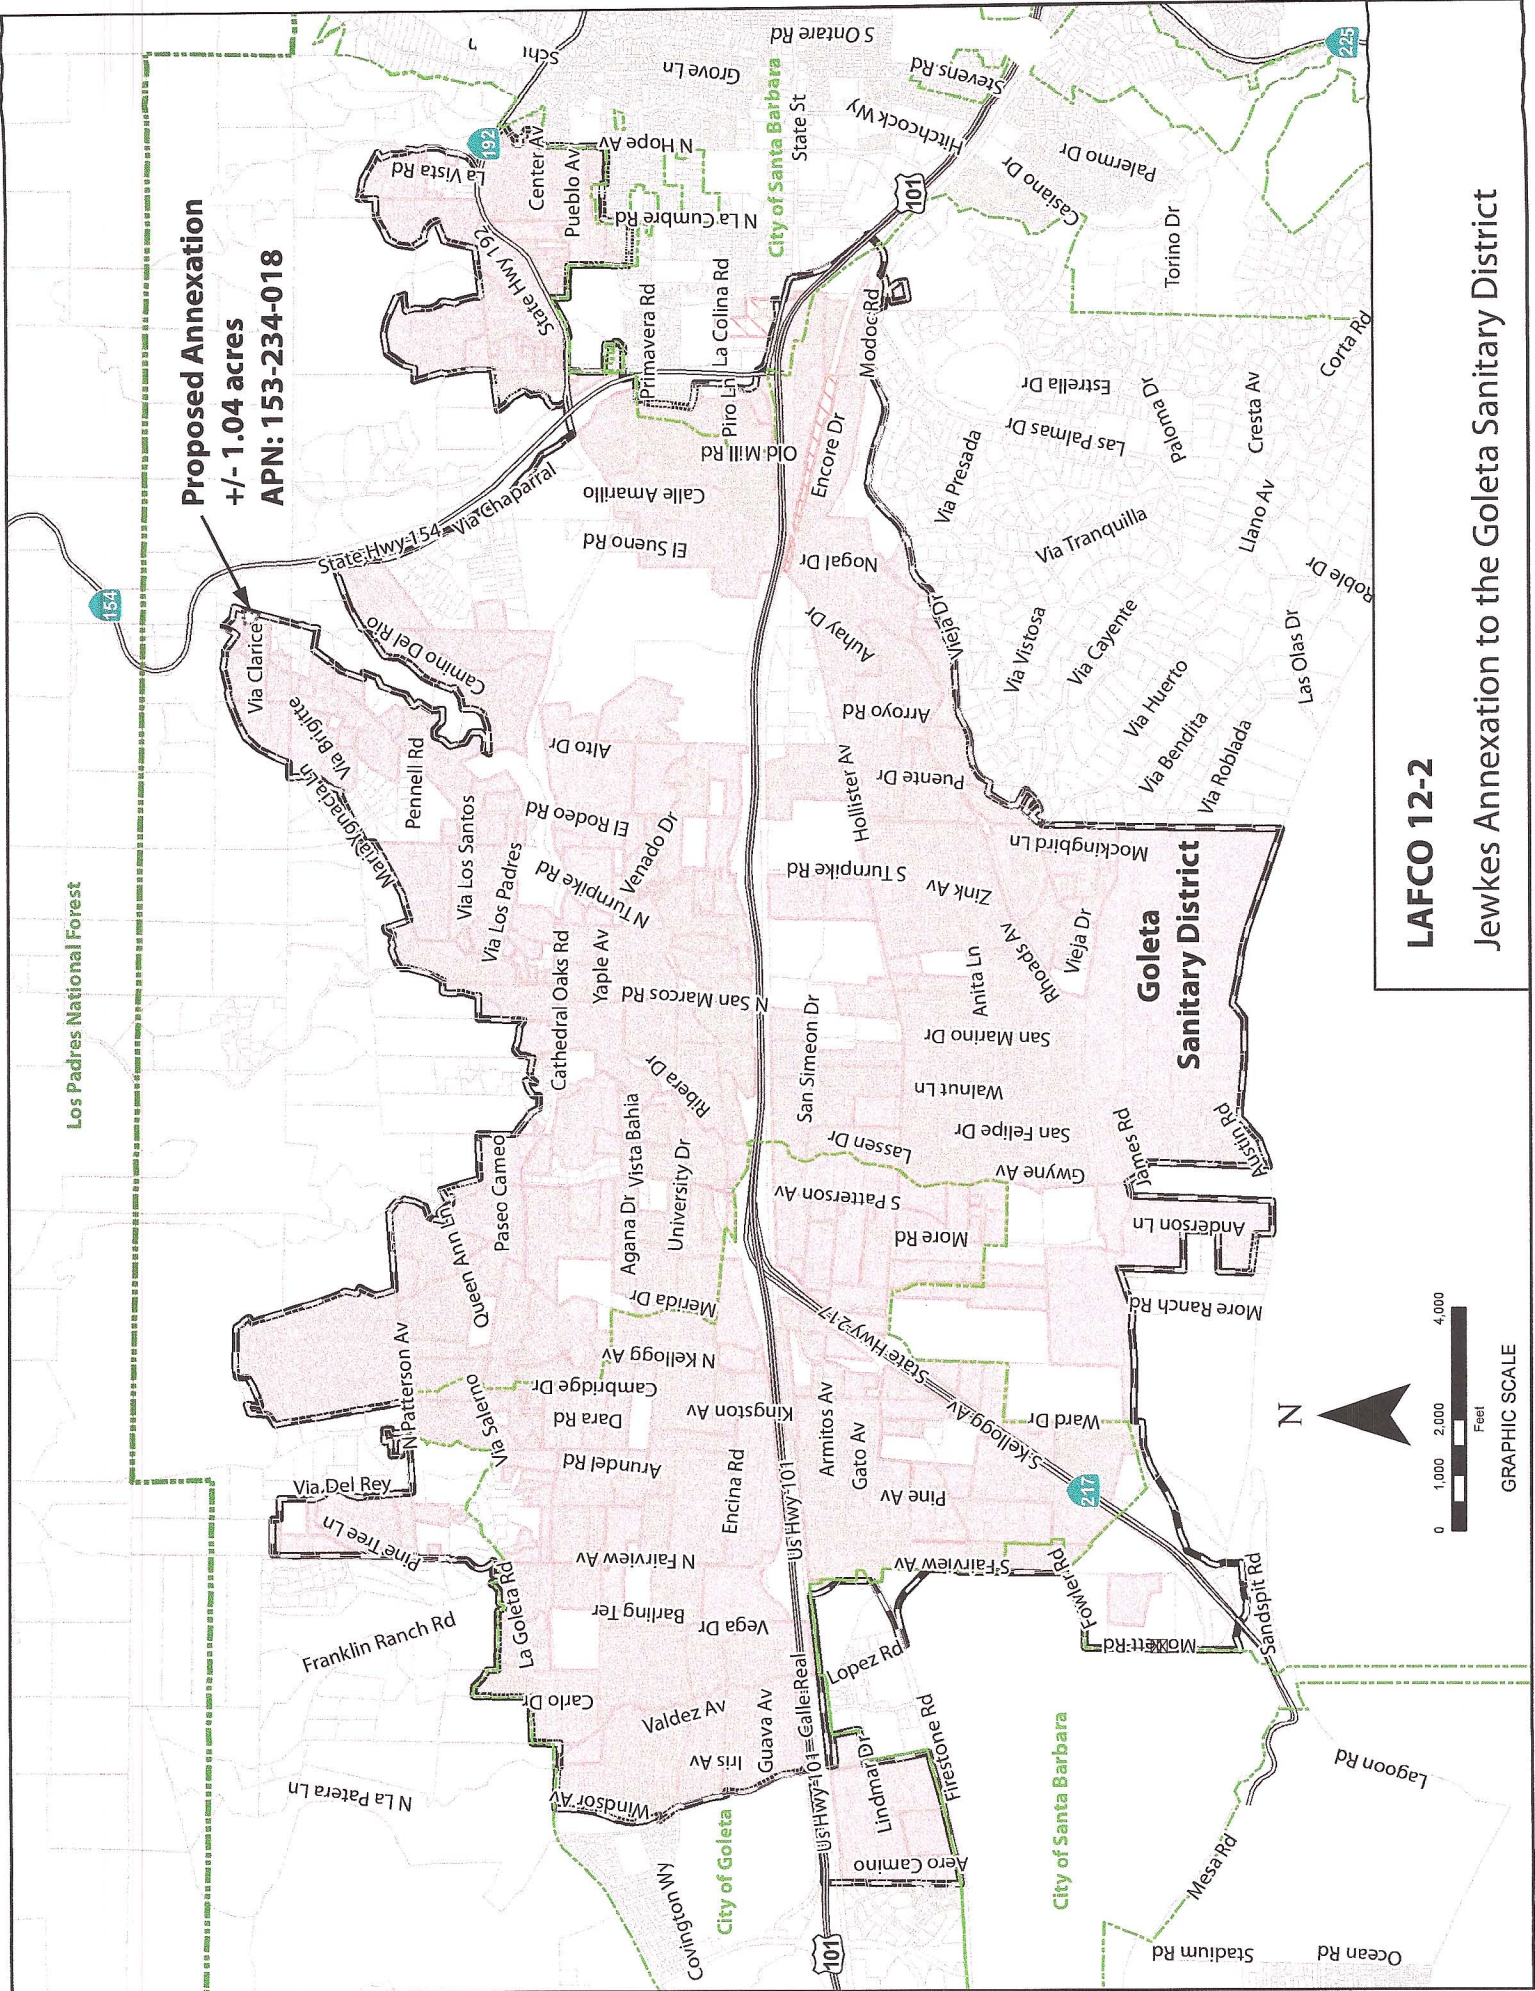 Los Padres National Forest
154
Proposed Annexation
+/- 1.04 acres
APN: 153-234-018
192
La Vista Rd
Center Av
Pueblo Av
N Hope Av
N La Cumbre Rd
State Hwy 192
Grove Ln
S Ontare Rd
State St
City of Santa Barbara
Hitchcock Wy
Stevens Rd
225
101
Casiano Dr
Palermo Dr
Torino Dr
Primavera Rd
La Colina Rd
Piro Ln
Old Mill Rd
Modoc Rd
Encore Dr
Estrella Dr
Las Palmas Dr
Paloma Dr
Cresta Av
Corta Rd
State Hwy 154
Via Chaparral
Calle Amarillo
El Sueno Rd
Nogal Dr
Via Presada
Via Tranquilla
Llano Av
Roble Dr
Via Clarice
Camino Del Rio
Auhay Dr
Vieja Dr
Via Vistosa
Via Cayente
Las Olas Dr
Via Brigitte
Maria Ygnacia Ln
Pennell Rd
Alto Dr
Arroyo Rd
Via Huerto
Via Bendita
Via Roblada
Via Los Santos
Via Los Padres
El Rodeo Rd
N Turnpike Rd
Venado Dr
Hollister Av
Puente Dr
S Turnpike Rd
Zink Av
Mockingbird Ln
Cathedral Oaks Rd
Yaple Av
N San Marcos Rd
San Simeon Dr
Anita Ln
Rhoads Av
Vieja Dr
Goleta
Sanitary District
San Marino Dr
Walnut Ln
San Felipe Dr
Ribera Dr
Vista Bahia
Lassen Dr
Gwyne Av
James Rd
Austin Rd
Paseo Cameo
Queen Ann Ln
Agana Dr
University Dr
S Patterson Av
More Rd
Anderson Ln
More Ranch Rd
Merida Dr
State Hwy 217
N Patterson Av
N Kellogg Av
Cambridge Dr
Dara Rd
Kingston Av
Armitos Av
Gato Av
S Kellogg Av
Ward Dr
Via Saleno
Arundel Rd
Encina Rd
Us Hwy 101
Pine Av
217
Via Del Rey
Pine Tree Ln
N Fairview Av
S Fairview Av
Fowler Rd
Sandspit Rd
Franklin Ranch Rd
La Goleta Rd
Barling Ter
Vega Dr
Lopez Rd
Carlo Dr
Valdez Av
Guava Av
Calle Real
Us Hwy 101
Iris Av
Lindmar Dr
Firestone Rd
N La Patera Ln
Windsor Av
City of Goleta
Aero Camino
City of Santa Barbara
Lagoon Rd
Mesa Rd
Covington Wy
101
Stadium Rd
Ocean Rd
N
0 1,000 2,000 4,000
Feet
GRAPHIC SCALE
LAFCO 12-2
Jewkes Annexation to the Goleta Sanitary District